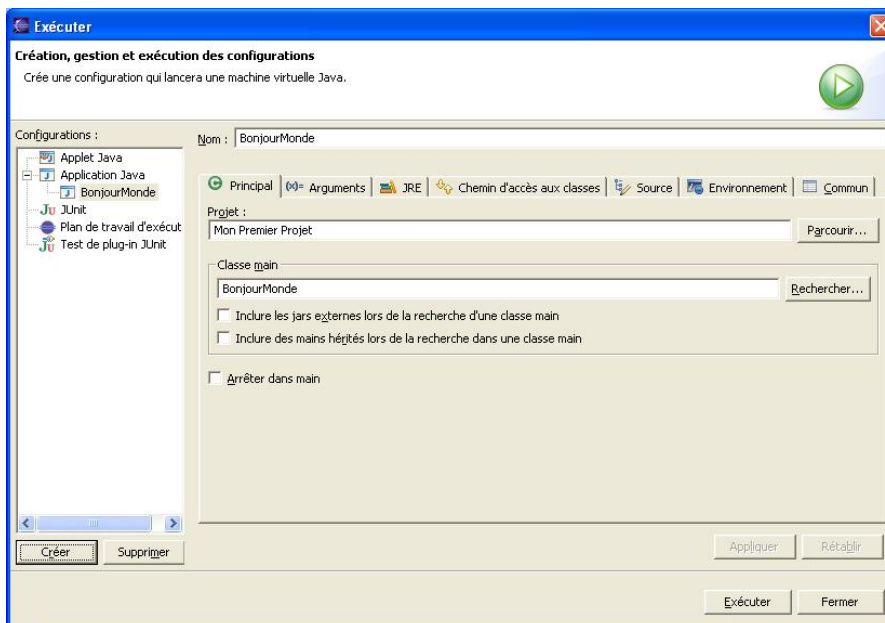 Exécuter
Création, gestion et exécution des configurations
Crée une configuration qui lancera une machine virtuelle Java.
Configurations :
Applet Java
Application Java
BonjourMonde
JUnit
Plan de travail d'exécut
Test de plug-in JUnit
Créer Supprimer
Nom : BonjourMonde
Principal (x)= Arguments JRE Chemin d'accès aux classes Source Environnement Commun
Projet :
Mon Premier Projet Parcourir...
Classe main
BonjourMonde Rechercher...
Inclure les jars externes lors de la recherche d'une classe main
Inclure des mains hérités lors de la recherche dans une classe main
Arrêter dans main
Appliquer Rétablir
Exécuter Fermer